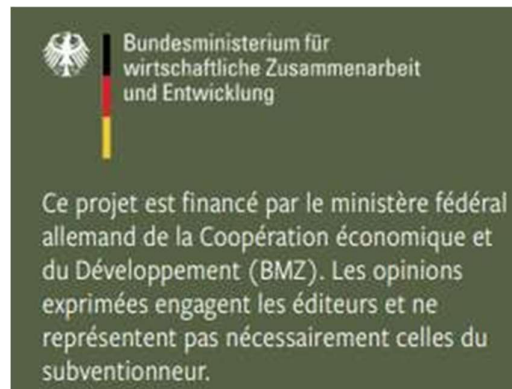 Bundesministerium für
wirtschaftliche Zusammenarbeit
und Entwicklung
Ce projet est financé par le ministère fédéral
allemand de la Coopération économique et
du Développement (BMZ). Les opinions
exprimées engagent les éditeurs et ne
représentent pas nécessairement celles du
subventionneur.